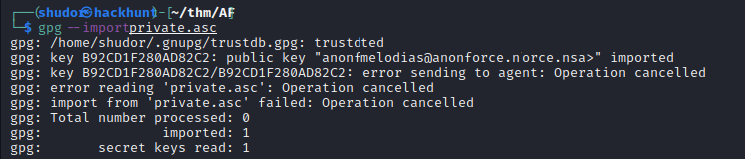 ┌──(shudor㉿hackhunt)-[~/thm/AF]
└─$ gpg --import private.asc
gpg: /home/shudor/.gnupg/trustdb.gpg: trustdted
gpg: key B92CD1F280AD82C2: public key "anonfmelodias@anonforce.norce.nsa>" imported
gpg: key B92CD1F280AD82C2/B92CD1F280AD82C2: error sending to agent: Operation cancelled
gpg: error reading 'private.asc': Operation cancelled
gpg: import from 'private.asc' failed: Operation cancelled
gpg: Total number processed: 0
gpg: imported: 1
gpg: secret keys read: 1